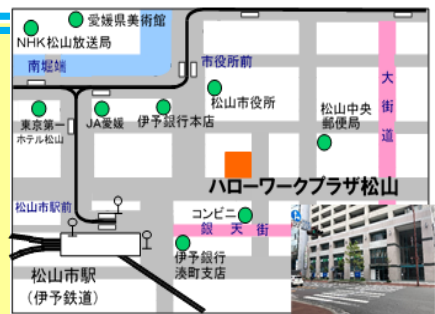 愛媛県美術館
NHK松山放送局
南堀端
市役所前
大街道
松山市役所
東京第一
ホテル松山
JA愛媛
伊予銀行本店
松山中央
郵便局
ハローワークプラザ松山
松山市駅前
コンビニ
銀天街
伊予銀行
湊町支店
松山市駅
(伊予鉄道)